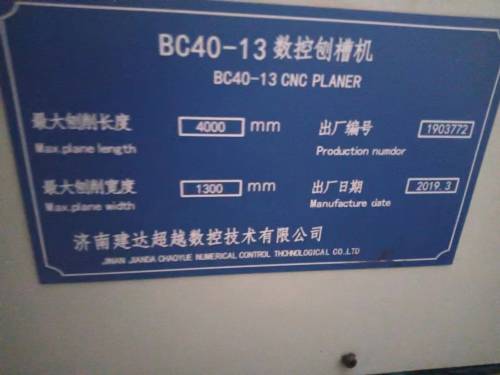 BC40-13 数控刨槽机
BC40-13 CNC PLANER
最大刨削长度 4000 mm 出厂编号 1903772
Max.plane length Production numdor
最大刨削宽度 1300 mm 出厂日期 2019.3
Max.plane width Manufacture date
济南建达超越数控技术有限公司
JINAN JIANDA CHAOYUE NUMERICAL CONTROL THCHNOLOGICAL CO.,LTD